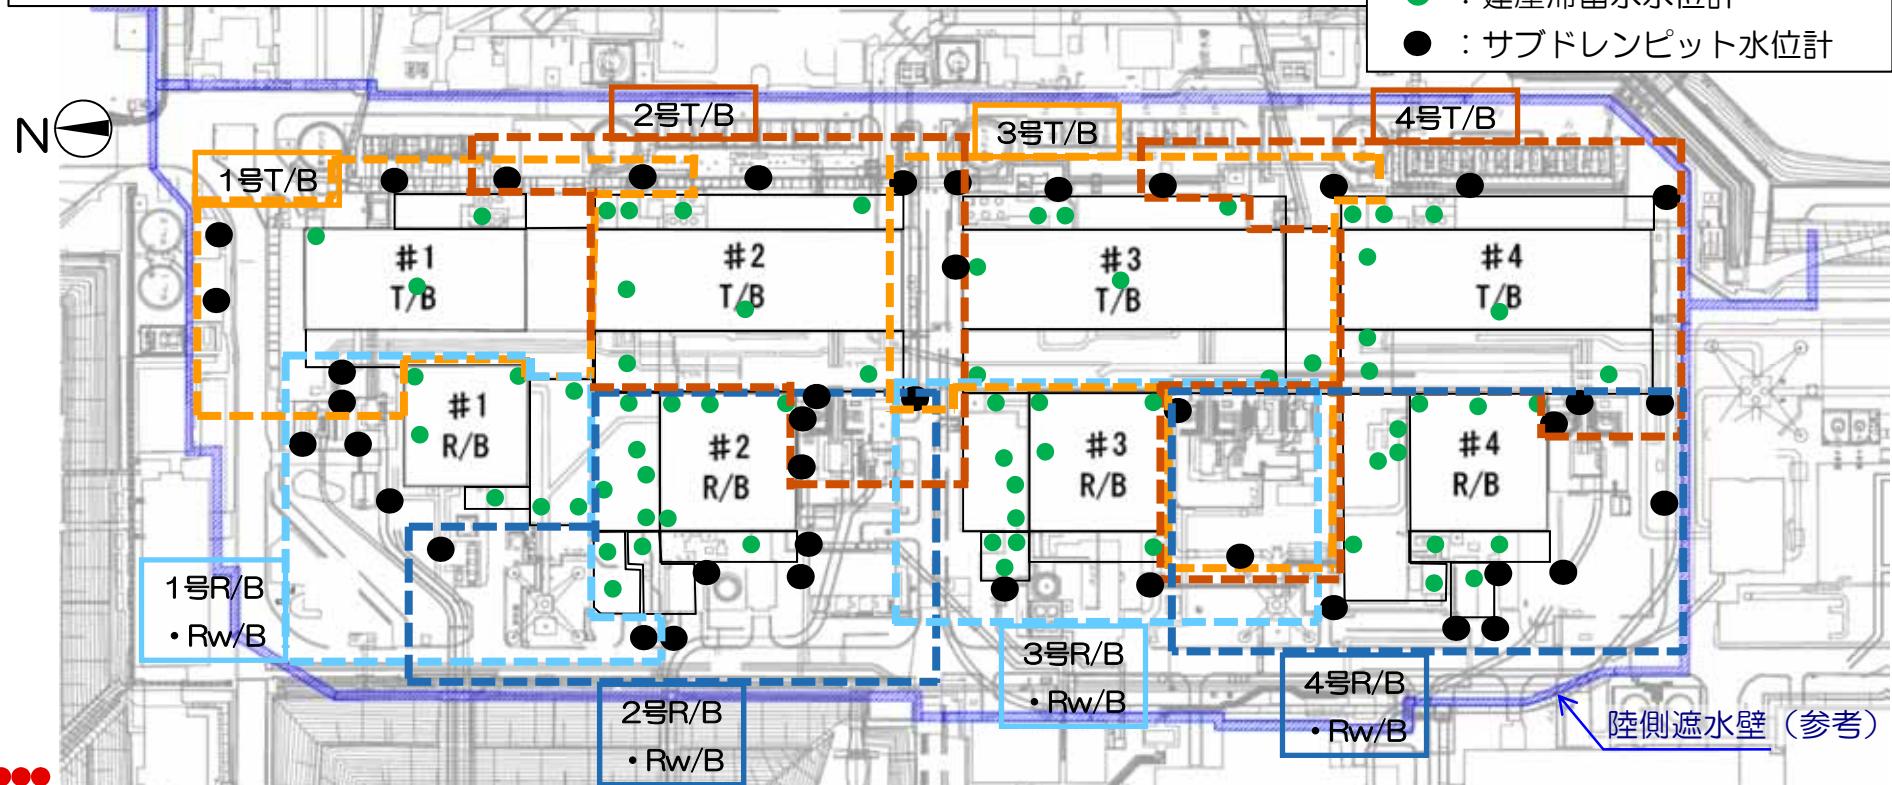 ：建屋滞留水水位計
：サブドレンピット水位計
N
1号T/B
2号T/B
3号T/B
4号T/B
#1
T/B
#2
T/B
#3
T/B
#4
T/B
#1
R/B
#2
R/B
#3
R/B
#4
R/B
1号R/B
・Rw/B
2号R/B
・Rw/B
3号R/B
・Rw/B
4号R/B
・Rw/B
陸側遮水壁（参考）